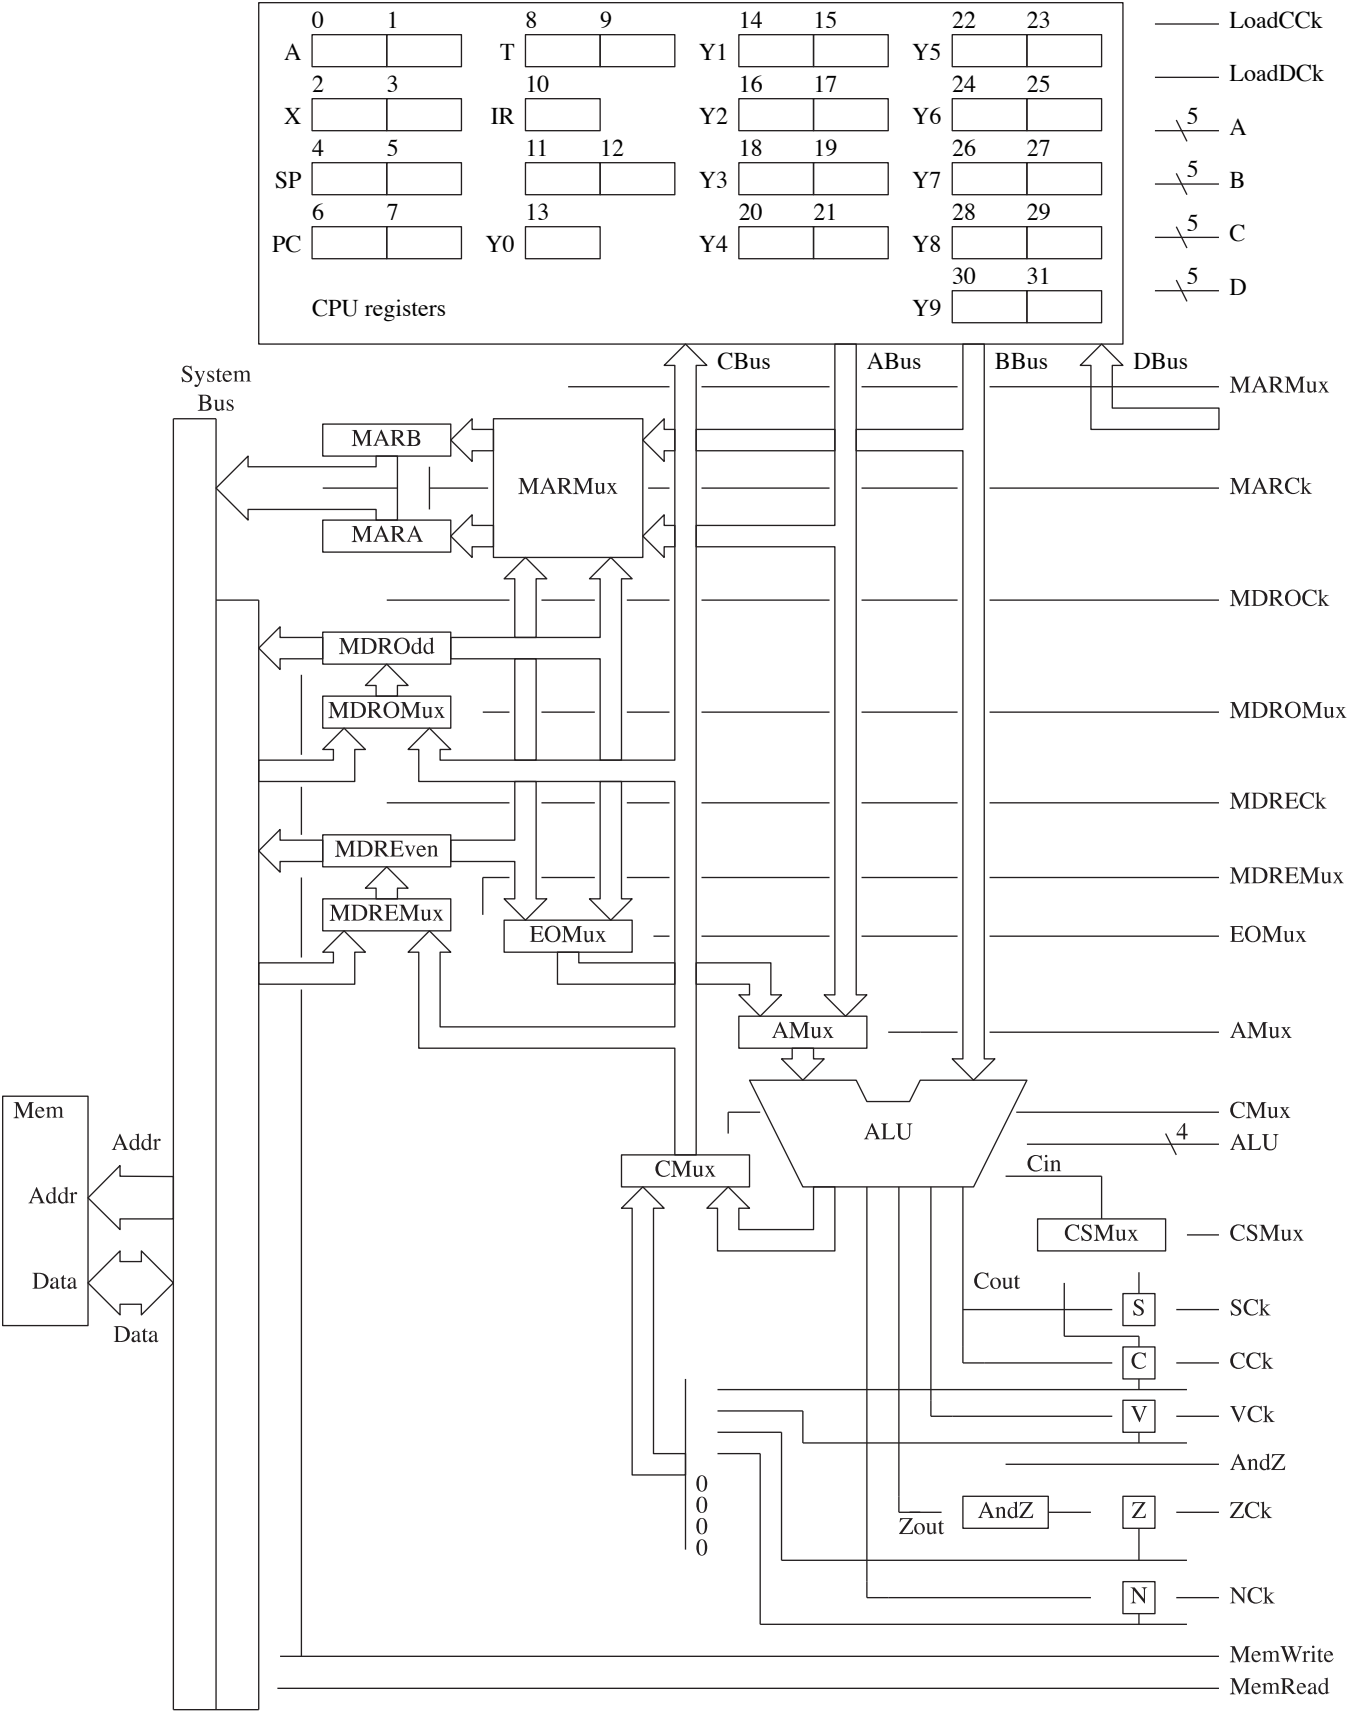 0 1 8 9 14 15 22 23 LoadCCk
A T Y1 Y5
LoadDCk
2 3 10 16 17 24 25
X IR Y2 Y6
5 A
4 5 11 12 18 19 26 27
SP Y3 Y7
5 B
6 7 13 20 21 28 29
PC Y0 Y4 Y8
5 C
30 31
5 D
CPU registers Y9
CBus ABus BBus DBus
System
Bus
MARMux
MARB
MARMux MARCk
MARA
MDROCk
MDROdd
MDROMux MDROMux
MDRECk
MDREven
MDREMux
MDREMux
EOMux EOMux
AMux AMux
Mem CMux
ALU 4 ALU
Addr
CMux Cin
Addr
CSMux CSMux
Data Cout
S SCk
Data
C CCk
V VCk
AndZ
0
0
0
0
Zout AndZ Z ZCk
N NCk
MemWrite
MemRead